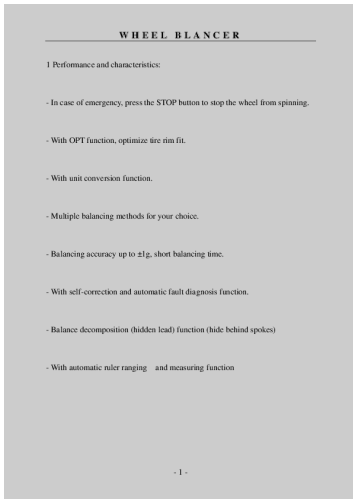 WHEEL BLANCER
1 Performance and characteristics:
- In case of emergency, press the STOP button to stop the wheel from spinning.
- With OPT function, optimize tire rim fit.
- With unit conversion function.
- Multiple balancing methods for your choice.
- Balancing accuracy up to ±1g, short balancing time.
- With self-correction and automatic fault diagnosis function.
- Balance decomposition (hidden lead) function (hide behind spokes)
- With automatic ruler ranging and measuring function
- 1 -